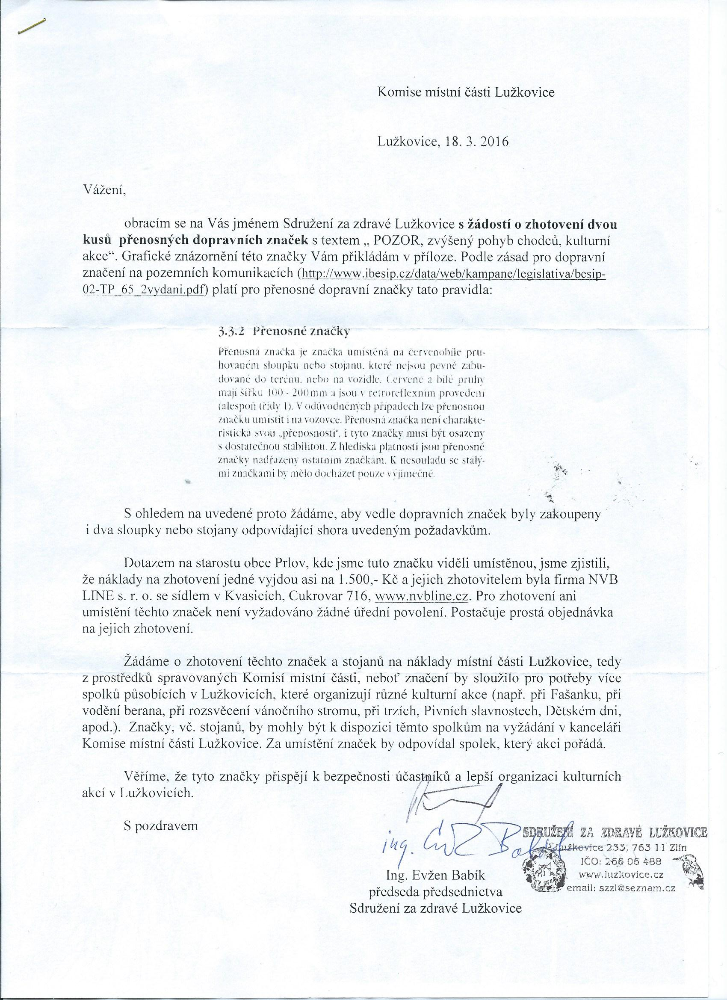 Komise místní části Lužkovice
Lužkovice, 18. 3. 2016
Vážení,
obracím se na Vás jménem Sdružení za zdravé Lužkovice s žádostí o zhotovení dvou
kusů přenosných dopravních značek s textem „ POZOR, zvýšený pohyb chodců, kulturní
akce“. Grafické znázornění této značky Vám přikládám v příloze. Podle zásad pro dopravní
značení na pozemních komunikacích (http://www.ibesip.cz/data/web/kampane/legislativa/besip-
02-TP_65_2vydani.pdf) platí pro přenosné dopravní značky tato pravidla:
3.3.2 Přenosné značky
Přenosná značka je značka umístěná na červenobíle pru-
hovaném sloupku nebo stojanu, které nejsou pevně zabu-
dované do terénu, nebo na vozidle. Červené a bílé pruhy
mají šířku 100 - 200mm a jsou v retroreflexním provedení
(alespoň třídy 1). V odůvodněných případech lze přenosnou
značku umístit i na vozovce. Přenosná značka není charakte-
ristická svou „přenosností“, i tyto značky musí být osazeny
s dostatečnou stabilitou. Z hlediska platnosti jsou přenosné
značky nadřazeny ostatním značkám. K nesouladu se stálý-
mi značkami by mělo docházet pouze výjimečně.
S ohledem na uvedené proto žádáme, aby vedle dopravních značek byly zakoupeny
i dva sloupky nebo stojany odpovídající shora uvedeným požadavkům.
Dotazem na starostu obce Prlov, kde jsme tuto značku viděli umístěnou, jsme zjistili,
že náklady na zhotovení jedné vyjdou asi na 1.500,- Kč a jejich zhotovitelem byla firma NVB
LINE s. r. o. se sídlem v Kvasicích, Cukrovar 716, www.nvbline.cz. Pro zhotovení ani
umístění těchto značek není vyžadováno žádné úřední povolení. Postačuje prostá objednávka
na jejich zhotovení.
Žádáme o zhotovení těchto značek a stojanů na náklady místní části Lužkovice, tedy
z prostředků spravovaných Komisí místní části, neboť značení by sloužilo pro potřeby více
spolků působících v Lužkovicích, které organizují různé kulturní akce (např. při Fašanku, při
vodění berana, při rozsvěcení vánočního stromu, při trzích, Pivních slavnostech, Dětském dni,
apod.). Značky, vč. stojanů, by mohly být k dispozici těmto spolkům na vyžádání v kanceláři
Komise místní části Lužkovice. Za umístění značek by odpovídal spolek, který akci pořádá.
Věříme, že tyto značky přispějí k bezpečnosti účastníků a lepší organizaci kulturních
akcí v Lužkovicích.
S pozdravem
ing.
SDRUŽENÍ ZA ZDRAVÉ LUŽKOVICE
Lužkovice 233, 763 11 Zlín
IČO: 266 06 488
www.luzkovice.cz
email: szzl@seznam.cz
Ing. Evžen Babík
předseda předsednictva
Sdružení za zdravé Lužkovice